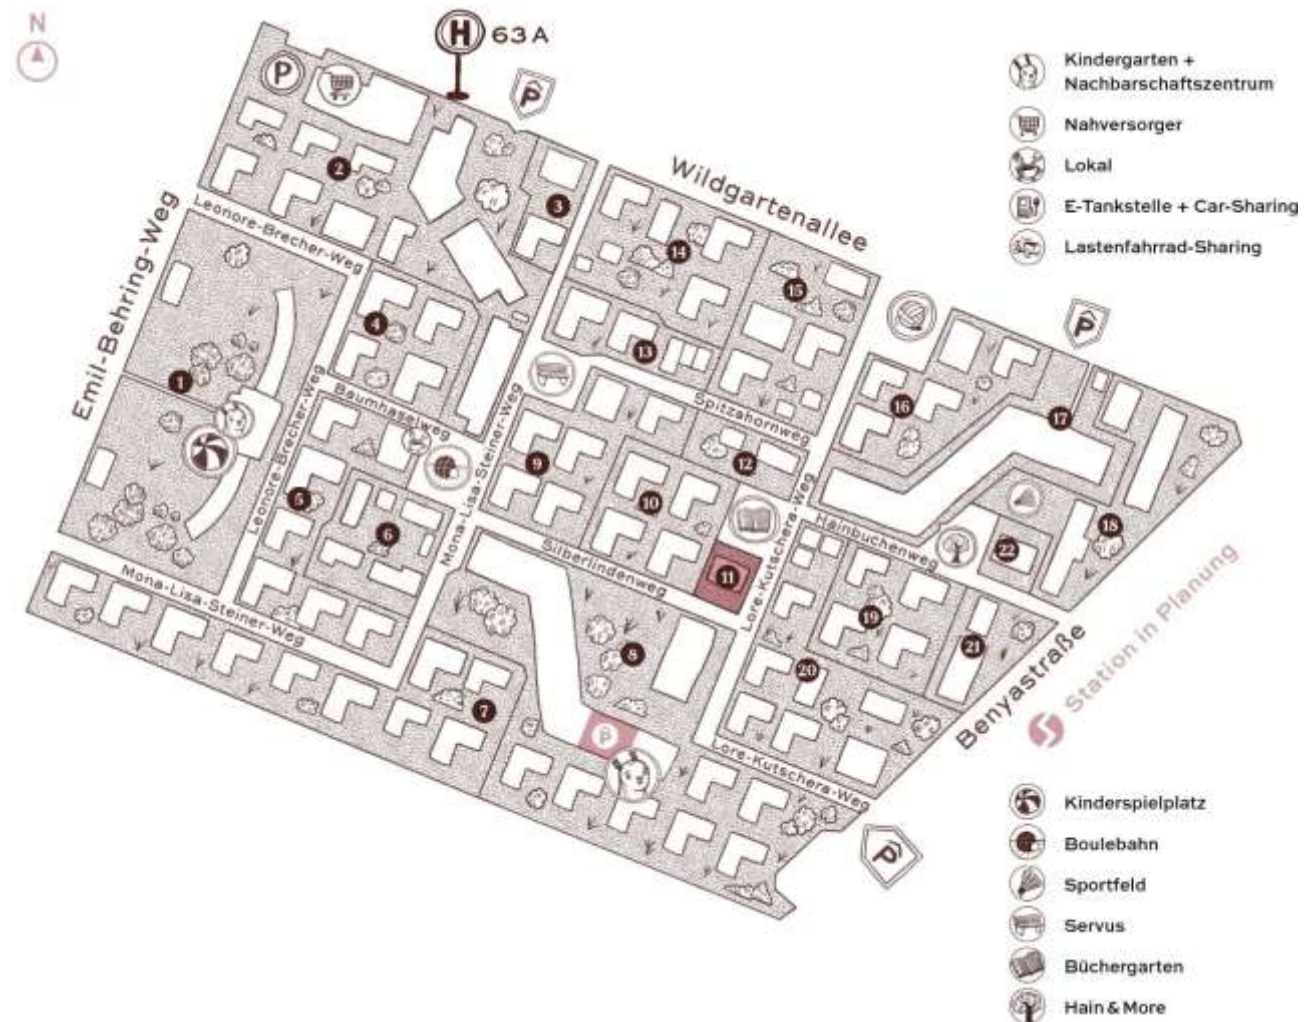 N
H 63 A
P
P
Wildgartenallee
Emil-Behring-Weg
Leonore-Brecher-Weg
Leonore-Brecher-Weg
Baumhaselweg
Mona-Lisa-Steiner-Weg
Mona-Lisa-Steiner-Weg
Spitzahornweg
Silberlindenweg
Lore-Kutschera-Weg
Lore-Kutschera-Weg
Hainbuchenweg
Benyastraße
Station in Planung
P
P
P
1
2
3
4
5
6
7
8
9
10
11
12
13
14
15
16
17
18
19
20
21
22
Kindergarten +
Nachbarschaftszentrum
Nahversorger
Lokal
E-Tankstelle + Car-Sharing
Lastenfahrrad-Sharing
Kinderspielplatz
Boulebahn
Sportfeld
Servus
Büchergarten
Hain & More